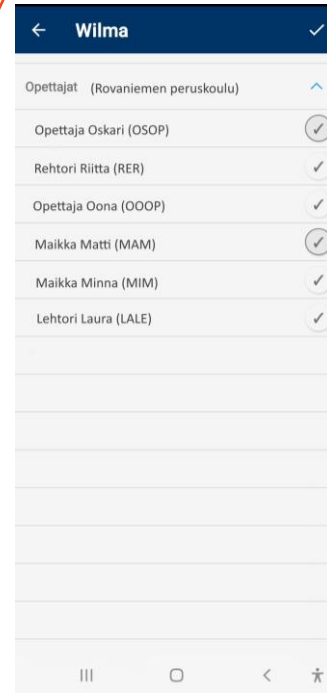 Wilma
Opettajat (Rovaniemen peruskoulu)
Opettaja Oskari (OSOP)
Rehtori Riitta (RER)
Opettaja Oona (OOOP)
Maikka Matti (MAM)
Maikka Minna (MIM)
Lehtori Laura (LALE)